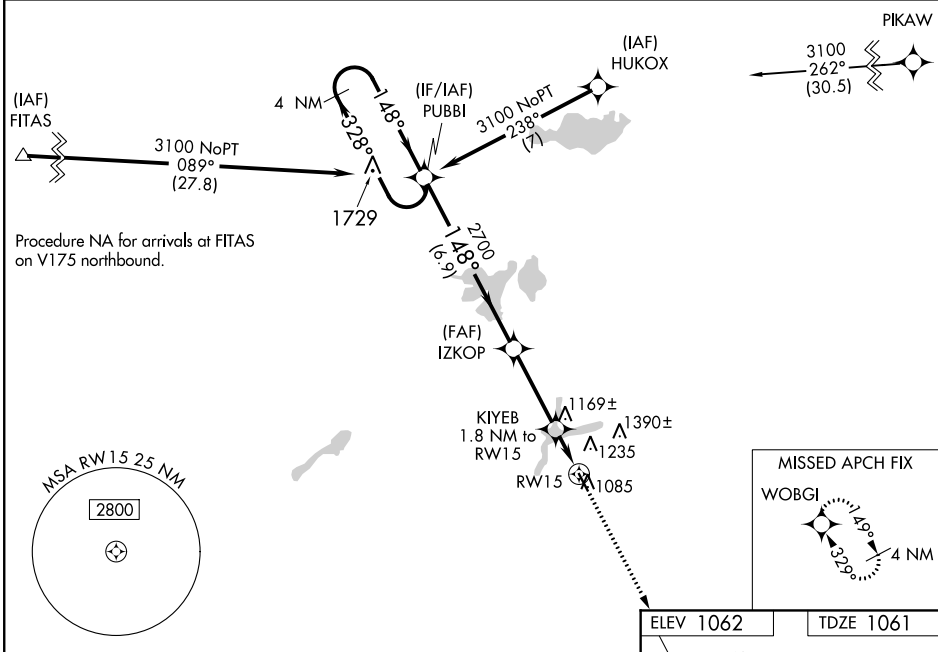 PIKAW
3100
262°
(30.5)
(IAF)
HUKOX
(IF/IAF)
PUBBI
3100 NoPT
238°
(7)
4 NM
148°
328°
(IAF)
FITAS
3100 NoPT
089°
(27.8)
1729
Procedure NA for arrivals at FITAS
on V175 northbound.
2700
148°
(6.9)
(FAF)
IZKOP
KIYEB
1.8 NM to
RW15
1169±
1390±
1235
RW15
1085
MSA RW15 25 NM
2800
MISSED APCH FIX
WOBGI
149°
329°
4 NM
ELEV 1062
TDZE 1061